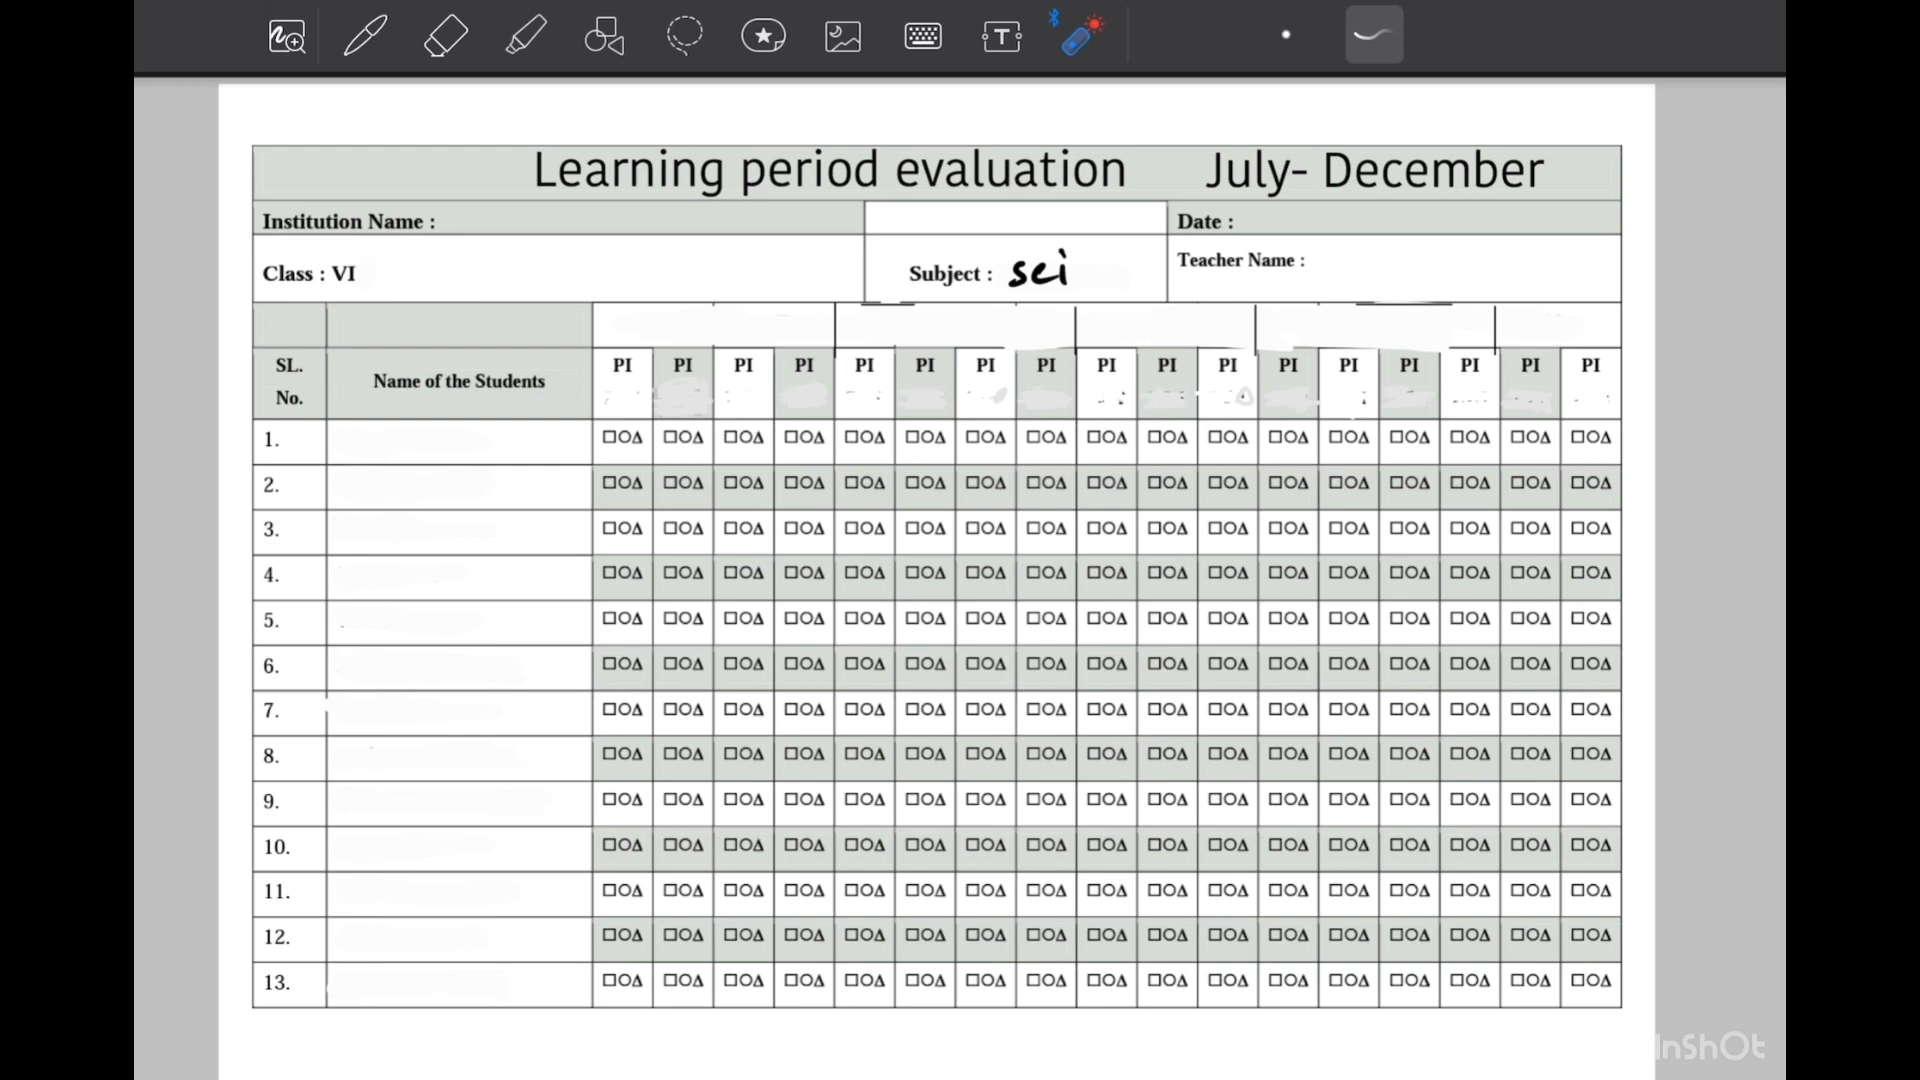 Learning period evaluation July- December
Institution Name : Date :
Class : VI Subject : sci Teacher Name :
SL. No. Name of the Students PI PI PI PI PI PI PI PI PI PI PI PI PI PI PI PI PI
1. □○Δ □○Δ □○Δ □○Δ □○Δ □○Δ □○Δ □○Δ □○Δ □○Δ □○Δ □○Δ □○Δ □○Δ □○Δ □○Δ □○Δ
2. □○Δ □○Δ □○Δ □○Δ □○Δ □○Δ □○Δ □○Δ □○Δ □○Δ □○Δ □○Δ □○Δ □○Δ □○Δ □○Δ □○Δ
3. □○Δ □○Δ □○Δ □○Δ □○Δ □○Δ □○Δ □○Δ □○Δ □○Δ □○Δ □○Δ □○Δ □○Δ □○Δ □○Δ □○Δ
4. □○Δ □○Δ □○Δ □○Δ □○Δ □○Δ □○Δ □○Δ □○Δ □○Δ □○Δ □○Δ □○Δ □○Δ □○Δ □○Δ □○Δ
5. □○Δ □○Δ □○Δ □○Δ □○Δ □○Δ □○Δ □○Δ □○Δ □○Δ □○Δ □○Δ □○Δ □○Δ □○Δ □○Δ □○Δ
6. □○Δ □○Δ □○Δ □○Δ □○Δ □○Δ □○Δ □○Δ □○Δ □○Δ □○Δ □○Δ □○Δ □○Δ □○Δ □○Δ □○Δ
7. □○Δ □○Δ □○Δ □○Δ □○Δ □○Δ □○Δ □○Δ □○Δ □○Δ □○Δ □○Δ □○Δ □○Δ □○Δ □○Δ □○Δ
8. □○Δ □○Δ □○Δ □○Δ □○Δ □○Δ □○Δ □○Δ □○Δ □○Δ □○Δ □○Δ □○Δ □○Δ □○Δ □○Δ □○Δ
9. □○Δ □○Δ □○Δ □○Δ □○Δ □○Δ □○Δ □○Δ □○Δ □○Δ □○Δ □○Δ □○Δ □○Δ □○Δ □○Δ □○Δ
10. □○Δ □○Δ □○Δ □○Δ □○Δ □○Δ □○Δ □○Δ □○Δ □○Δ □○Δ □○Δ □○Δ □○Δ □○Δ □○Δ □○Δ
11. □○Δ □○Δ □○Δ □○Δ □○Δ □○Δ □○Δ □○Δ □○Δ □○Δ □○Δ □○Δ □○Δ □○Δ □○Δ □○Δ □○Δ
12. □○Δ □○Δ □○Δ □○Δ □○Δ □○Δ □○Δ □○Δ □○Δ □○Δ □○Δ □○Δ □○Δ □○Δ □○Δ □○Δ □○Δ
13. □○Δ □○Δ □○Δ □○Δ □○Δ □○Δ □○Δ □○Δ □○Δ □○Δ □○Δ □○Δ □○Δ □○Δ □○Δ □○Δ □○Δ
InShOt